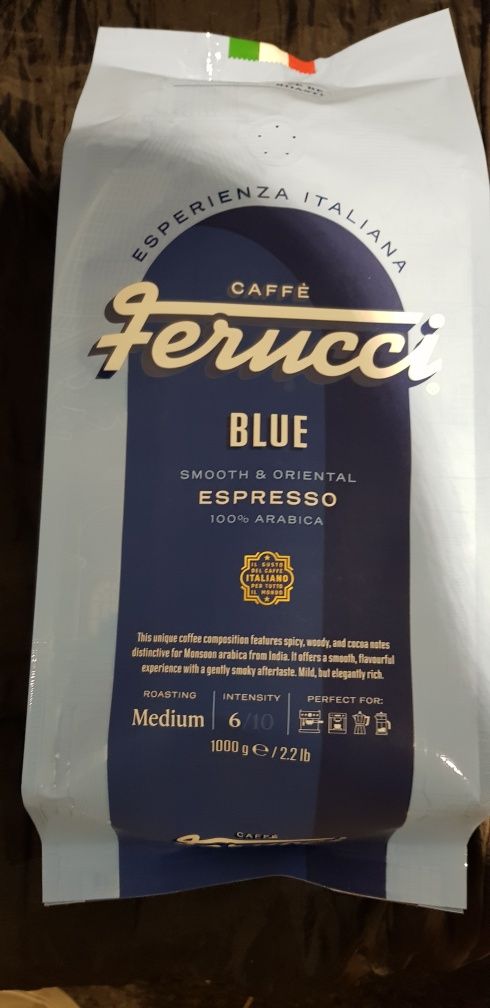 ESPERIENZA ITALIANA
CAFFÈ
Ferucci
BLUE
SMOOTH & ORIENTAL
ESPRESSO
100% ARABICA
IL GUSTO
DEL CAFFÈ
ITALIANO
PER TUTTO
IL MONDO
This unique coffee composition features spicy, woody, and cocoa notes
distinctive for Monsoon arabica from India. It offers a smooth, flavourful
experience with a gently smoky aftertaste. Mild, but elegantly rich.
ROASTING
Medium
INTENSITY
6/10
PERFECT FOR:
1000 g ℮ / 2.2 lb
CAFFÈ
Ferucci